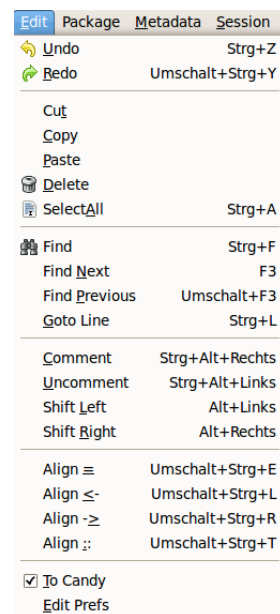 Edit Package Metadata Session
Undo Strg+Z
Redo Umschalt+Strg+Y
Cut
Copy
Paste
Delete
SelectAll Strg+A
Find Strg+F
Find Next F3
Find Previous Umschalt+F3
Goto Line Strg+L
Comment Strg+Alt+Rechts
Uncomment Strg+Alt+Links
Shift Left Alt+Links
Shift Right Alt+Rechts
Align = Umschalt+Strg+E
Align <- Umschalt+Strg+L
Align -> Umschalt+Strg+R
Align :: Umschalt+Strg+T
To Candy
Edit Prefs